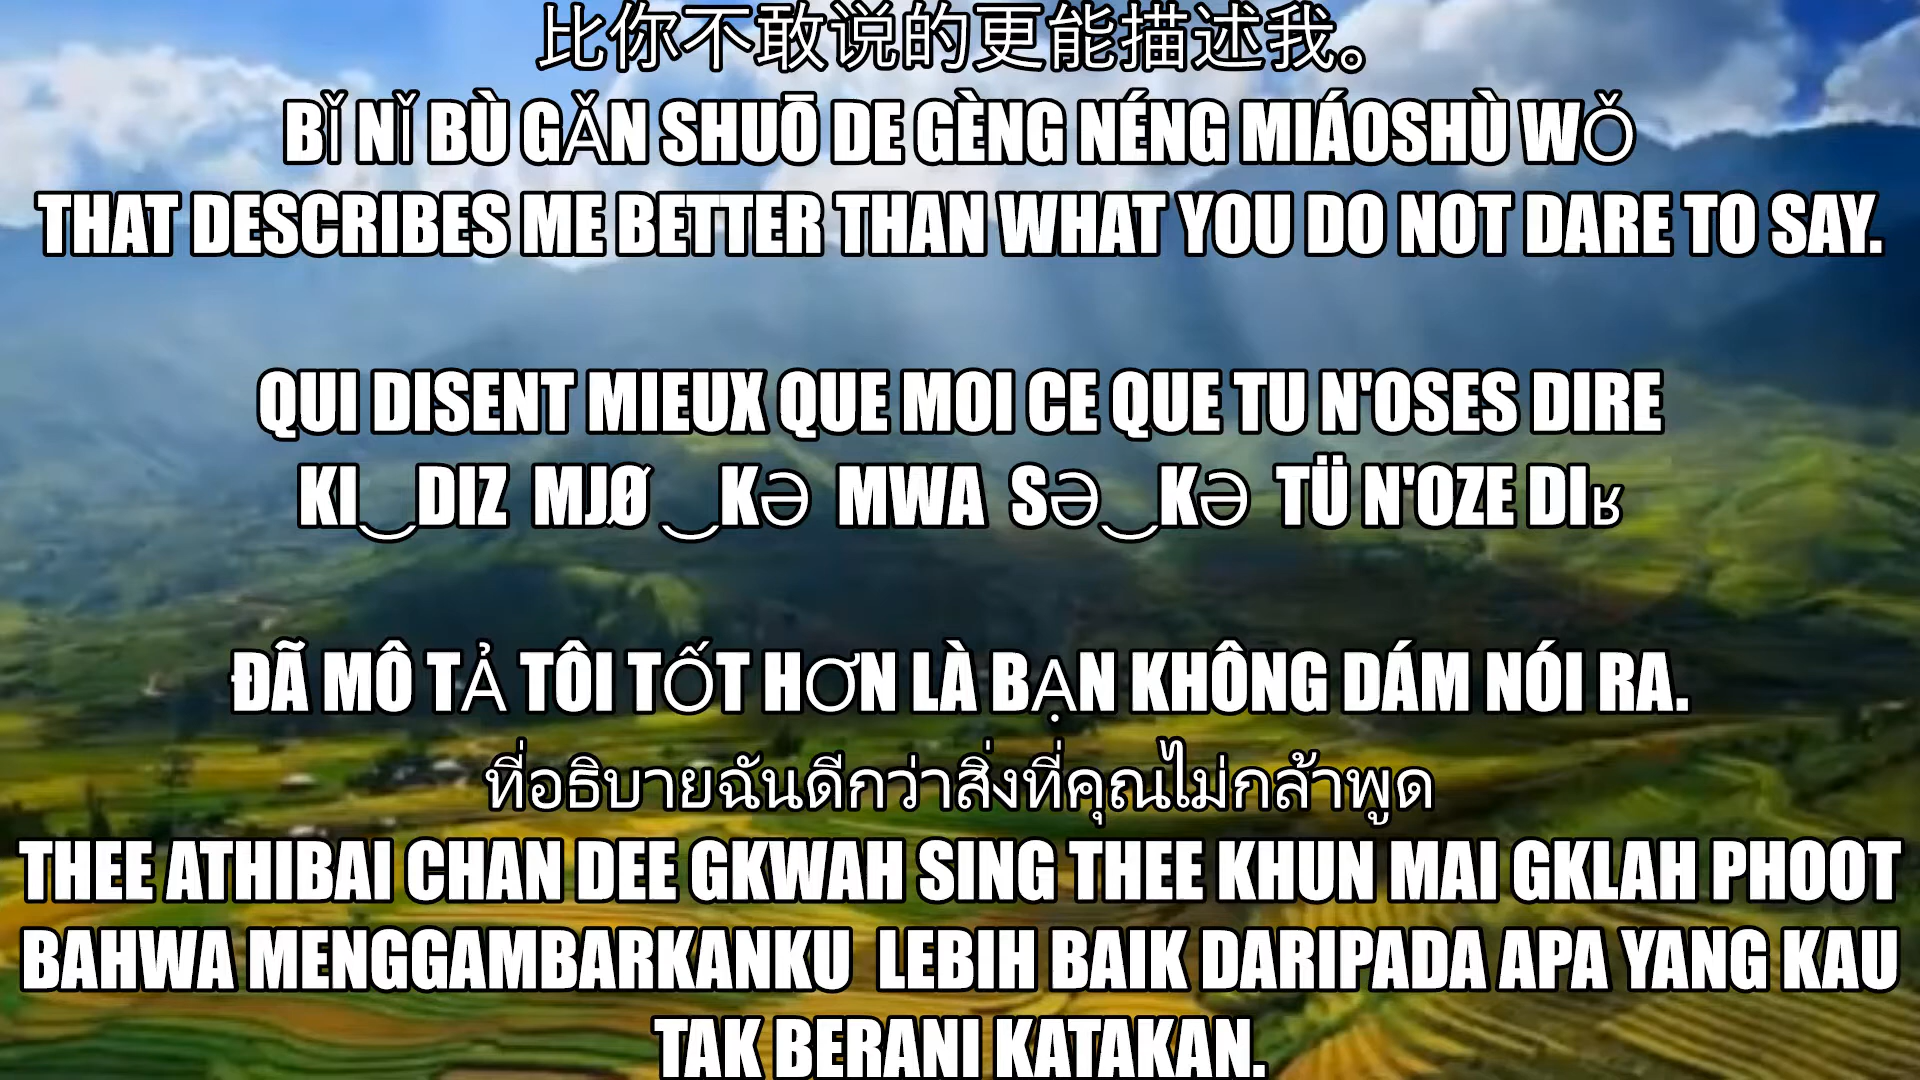 比你不敢说的更能描述我。
BǏ NǏ BÙ GǍN SHUŌ DE GÈNG NÉNG MIÁOSHÙ WǑ
THAT DESCRIBES ME BETTER THAN WHAT YOU DO NOT DARE TO SAY.
QUI DISENT MIEUX QUE MOI CE QUE TU N'OSES DIRE
KI‿DIZ MJØ̃ ‿KƏ MWA SƏ‿KƏ TÜ N'OZE DIʁ
ĐÃ MÔ TẢ TÔI TỐT HƠN LÀ BẠN KHÔNG DÁM NÓI RA.
ที่อธิบายฉันดีกว่าสิ่งที่คุณไม่กล้าพูด
THEE ATHIBAI CHAN DEE GKWAH SING THEE KHUN MAI GKLAH PHOOT
BAHWA MENGGAMBARKANKU LEBIH BAIK DARIPADA APA YANG KAU
TAK BERANI KATAKAN.